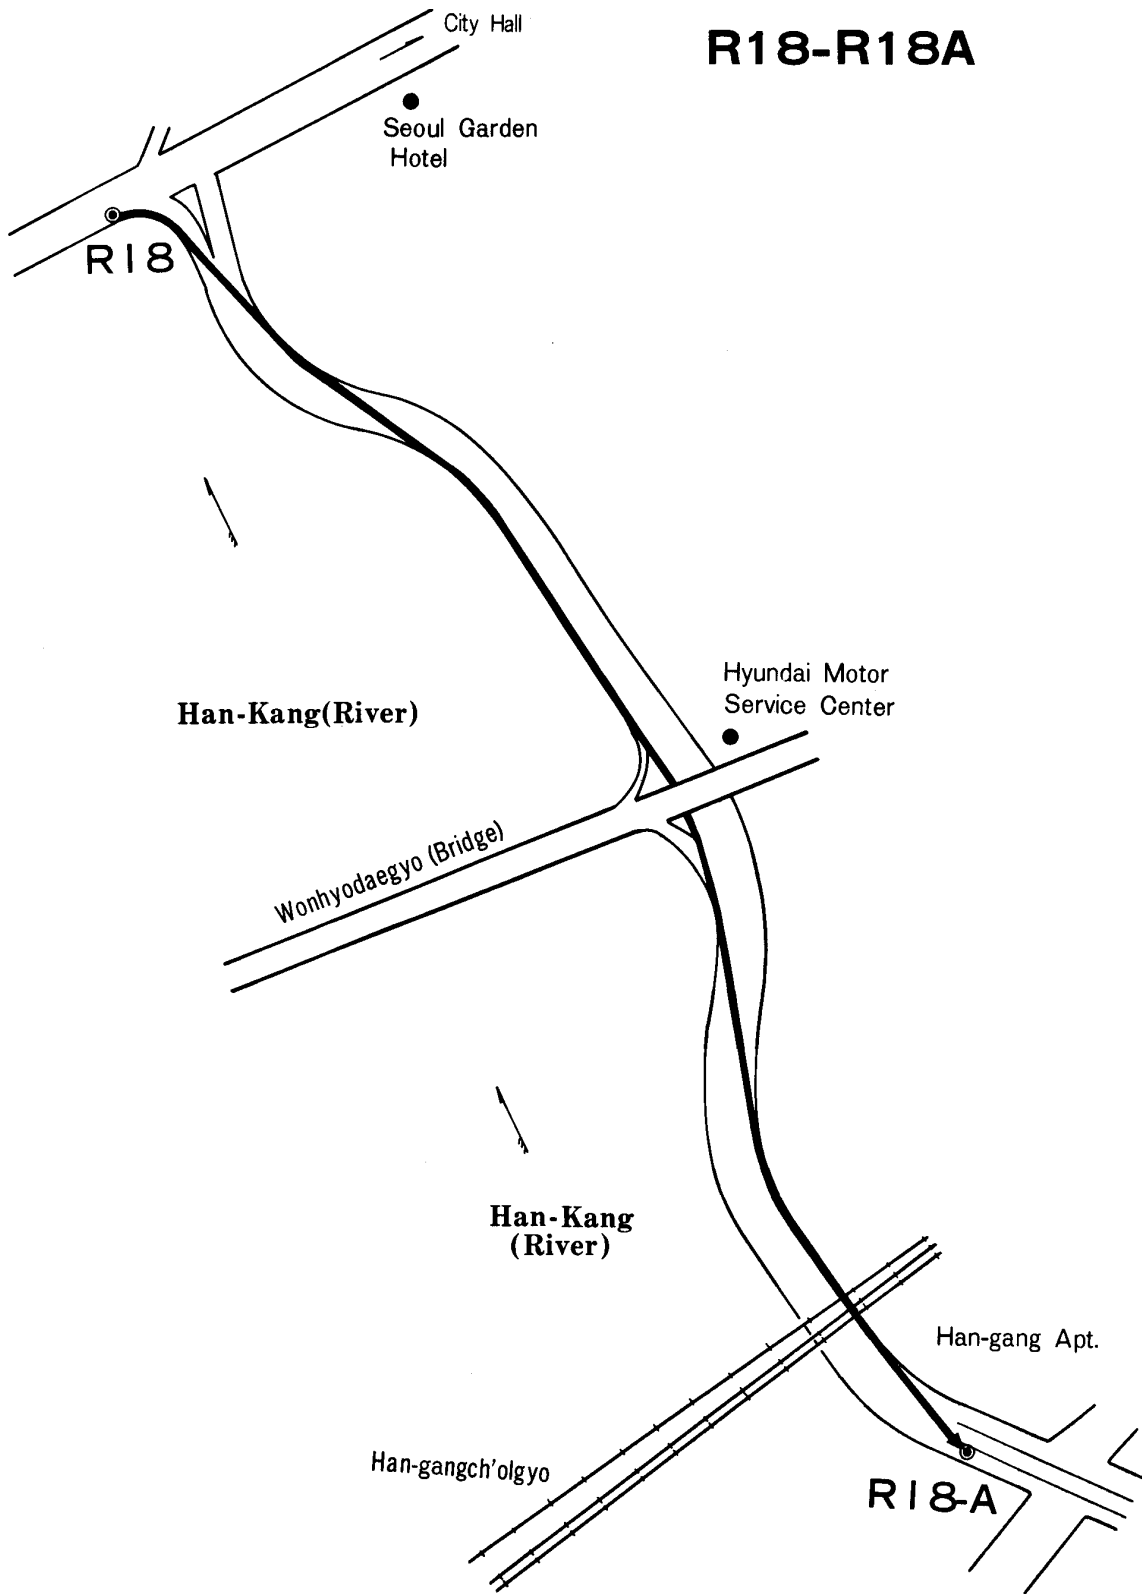 City Hall
R18-R18A
Seoul Garden
Hotel
R18
Hyundai Motor
Service Center
Han-Kang(River)
Wonhyodaegyo (Bridge)
Han-Kang
(River)
Han-gang Apt.
Han-gangch'olgyo
R18-A